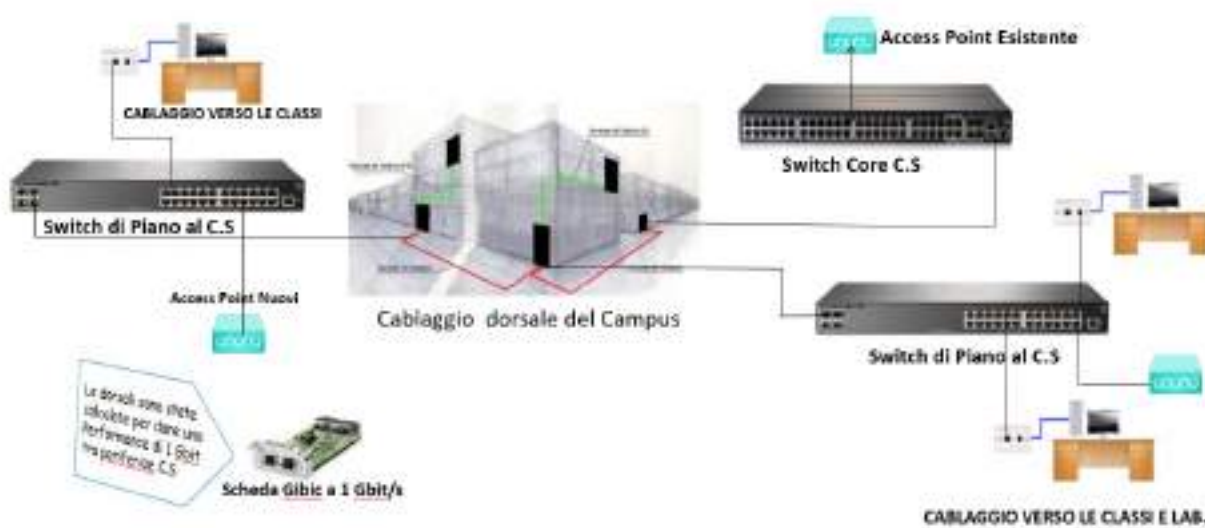 Access Point Esistente
CABLAGGIO VERSO LE CLASSI
Switch Core C.S
Switch di Piano al C.S
Access Point Nuovi
Cablaggio dorsale del Campus
Switch di Piano al C.S
Le dorsali sono state
calcolate per dare una
Performance di 1 Gbit
tra periferia e C.S
Scheda Gibic a 1 Gbit/s
CABLAGGIO VERSO LE CLASSI E LAB.